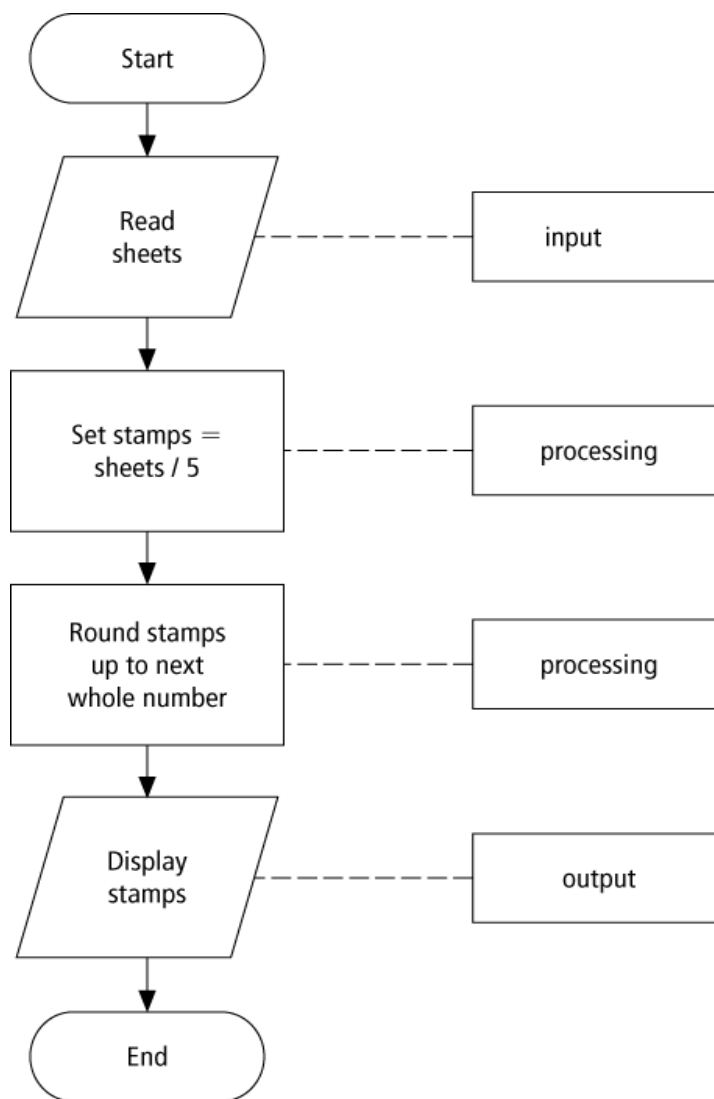 Start
Read
sheets
input
Set stamps =
sheets / 5
processing
Round stamps
up to next
whole number
processing
Display
stamps
output
End